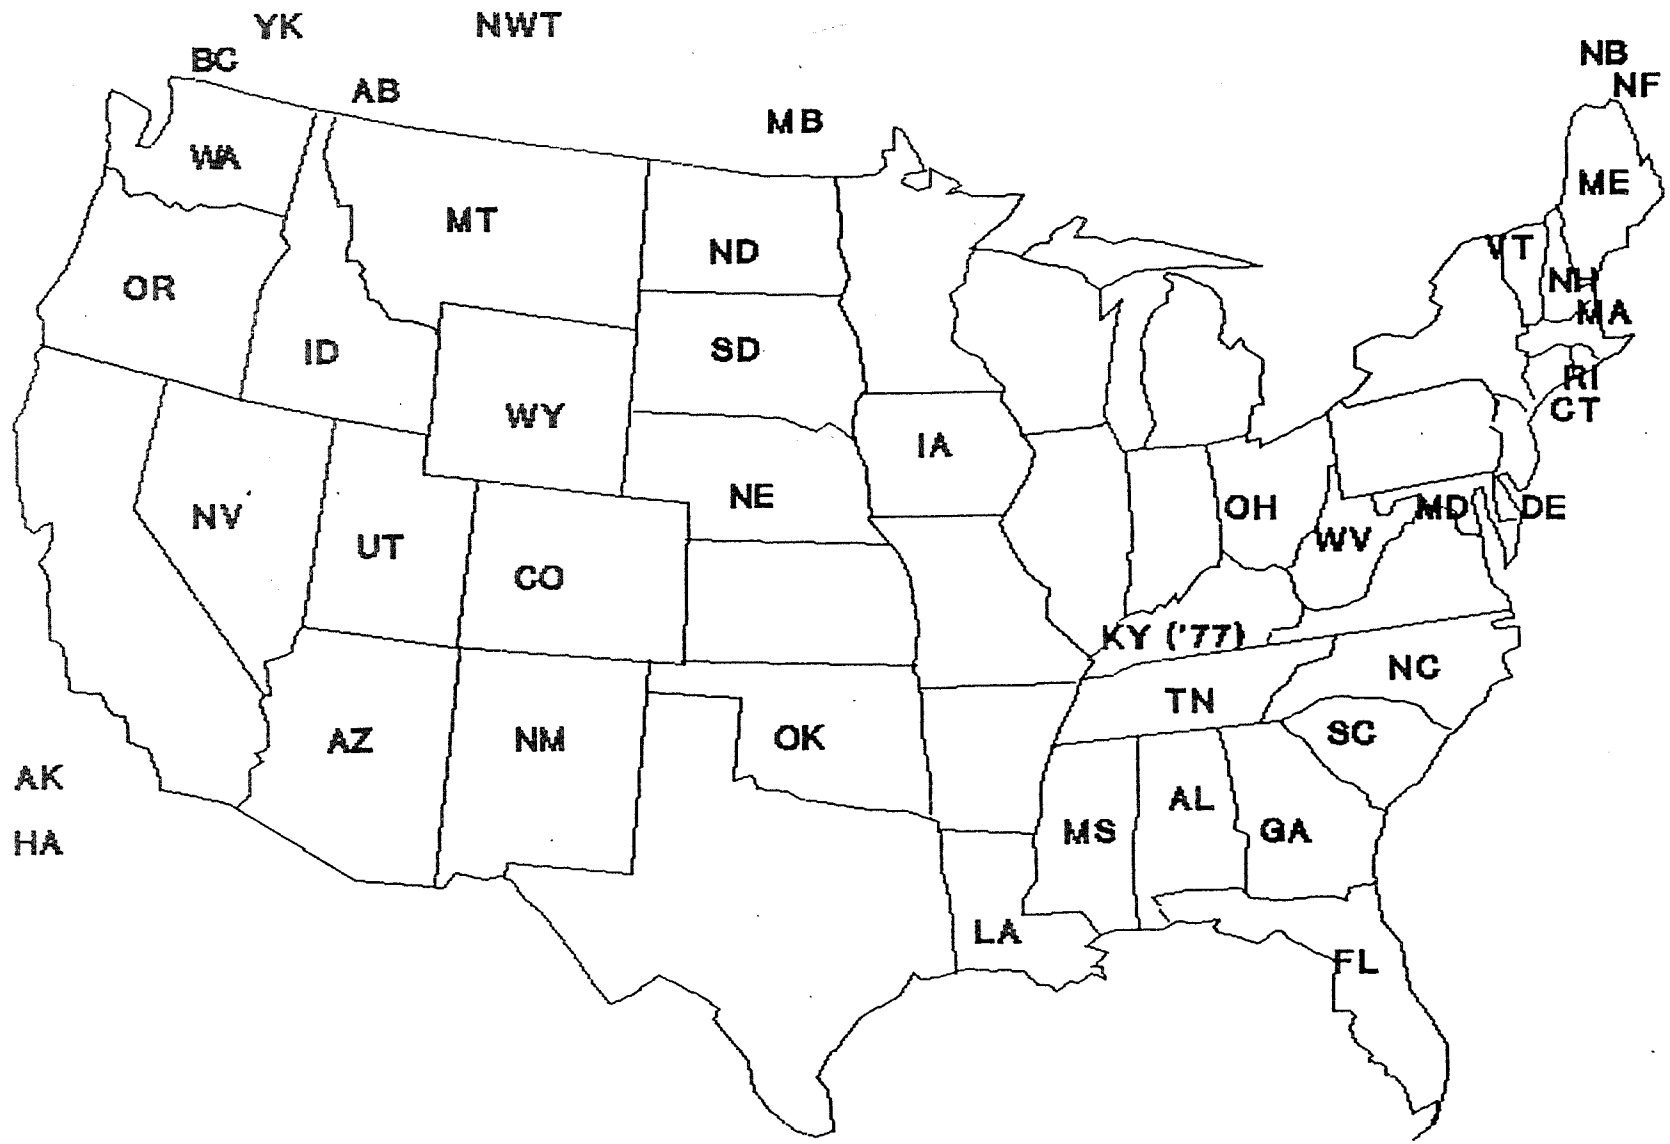 YK
NWT
BC
AB
MB
NB
NF
WA
MT
ND
ME
VT
NH
MA
OR
ID
SD
WY
IA
RI
CT
NV
UT
CO
NE
OH
WV
MD
DE
KY ('77)
NC
TN
SC
AZ
NM
OK
AK
HA
MS
AL
GA
LA
FL